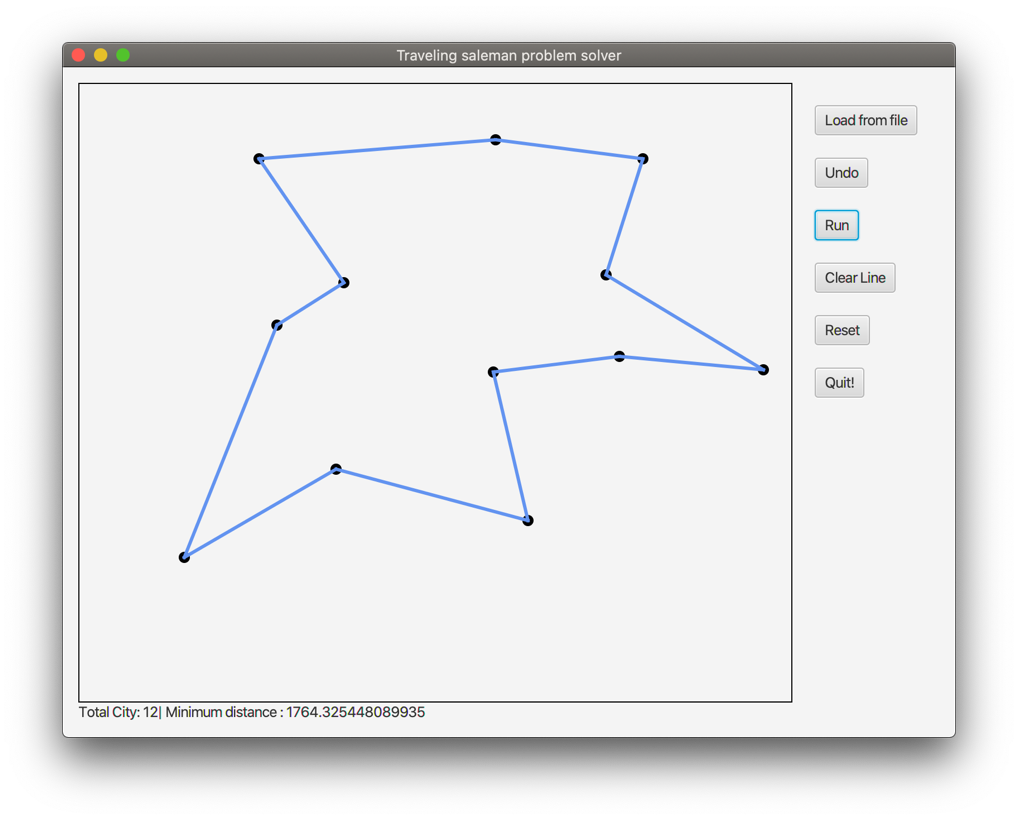 Traveling saleman problem solver
Load from file
Undo
Run
Clear Line
Reset
Quit!
Total City: 12| Minimum distance : 1764.325448089935